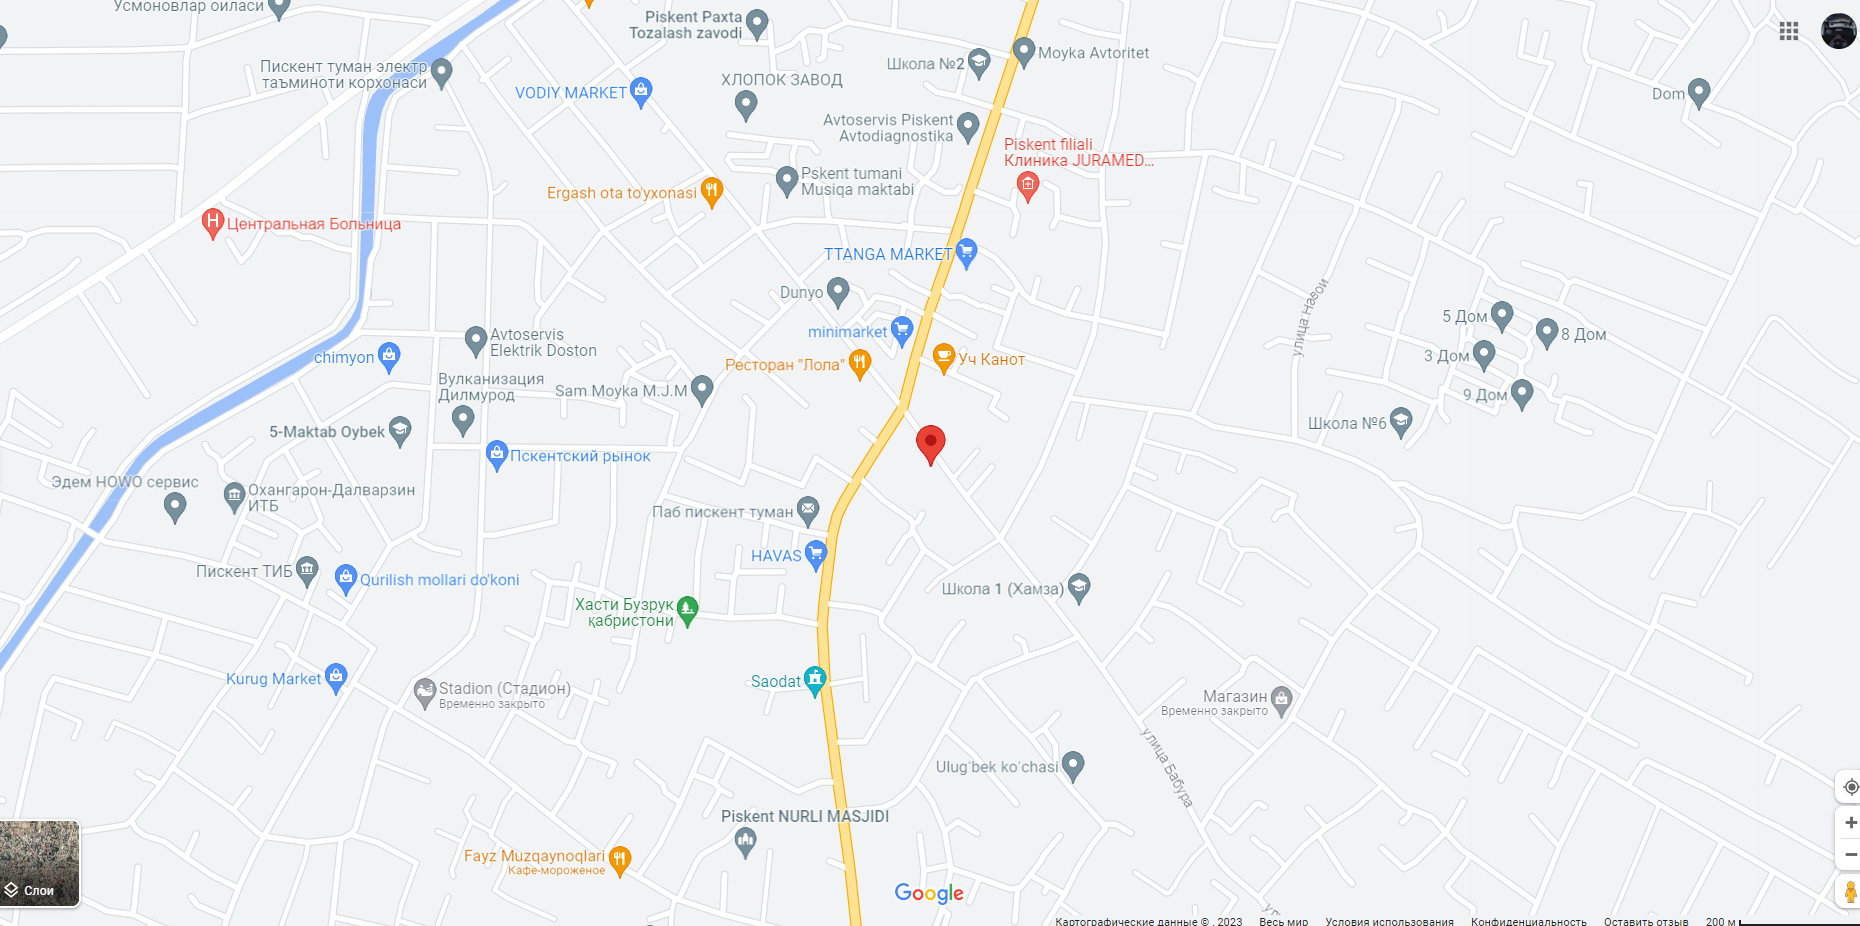 Усмоновлар оиласи
Piskent Paxta
Tozalash zavodi
Школа №2
Moyka Avtoritet
Пискент туман электр
таъминоти корхонаси
VODIY MARKET
ХЛОПОК ЗАВОД
Dom
Avtoservis Piskent
Avtodiagnostika
Piskent filiali
Клиника JURAMED...
Pskent tumani
Musiqa maktabi
Ergash ota to'yxonasi
Центральная Больница
TTANGA MARKET
Dunyo
улица Навои
5 Дом
8 Дом
minimarket
Avtoservis
Elektrik Doston
chimyon
Ресторан "Лола"
Уч Канот
3 Дом
Вулканизация
Дилмурод
Sam Moyka M.J.M
9 Дом
5-Maktab Oybek
Школа №6
Пскентский рынок
Эдем HOWO сервис
Охангарон-Далварзин
ИТБ
Паб пискент туман
HAVAS
Пискент ТИБ
Qurilish mollari do'koni
Школа 1 (Хамза)
Хасти Бузрук
қабристони
Kurug Market
Saodat
Stadion (Стадион)
Временно закрыто
Магазин
Временно закрыто
улица Бабура
Ulug'bek ko'chasi
Piskent NURLI MASJIDI
Fayz Muzqaynoqlari
Кафе-мороженое
Слои
Google
Картографические данные © , 2023 Весь мир Условия использования Конфиденциальность Оставить отзыв 200 м